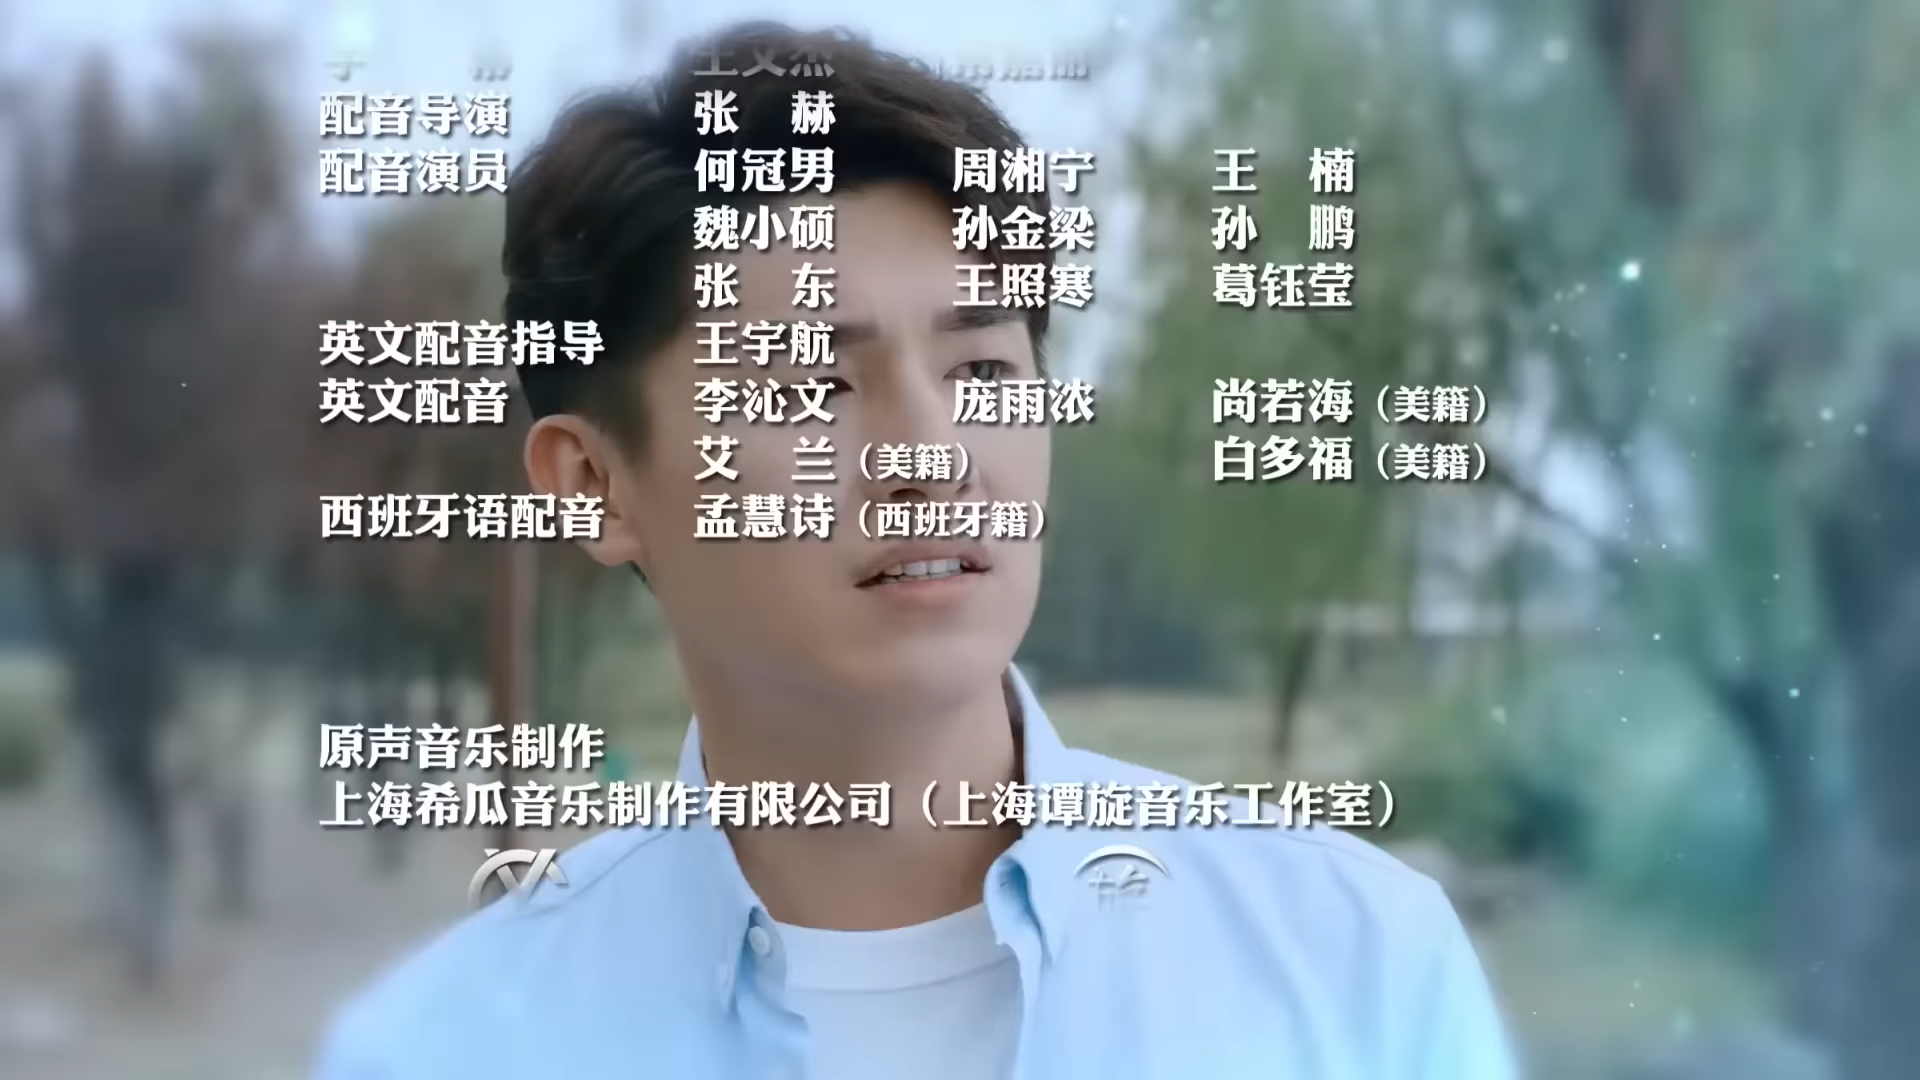 配音导演 张 赫
配音演员 何冠男 周湘宁 王 楠
魏小硕 孙金梁 孙 鹏
张 东 王照寒 葛钰莹
英文配音指导 王宇航
英文配音 李沁文 庞雨浓 尚若海（美籍）
艾 兰（美籍） 白多福（美籍）
西班牙语配音 孟慧诗（西班牙籍）
原声音乐制作
上海希瓜音乐制作有限公司（上海谭旋音乐工作室）